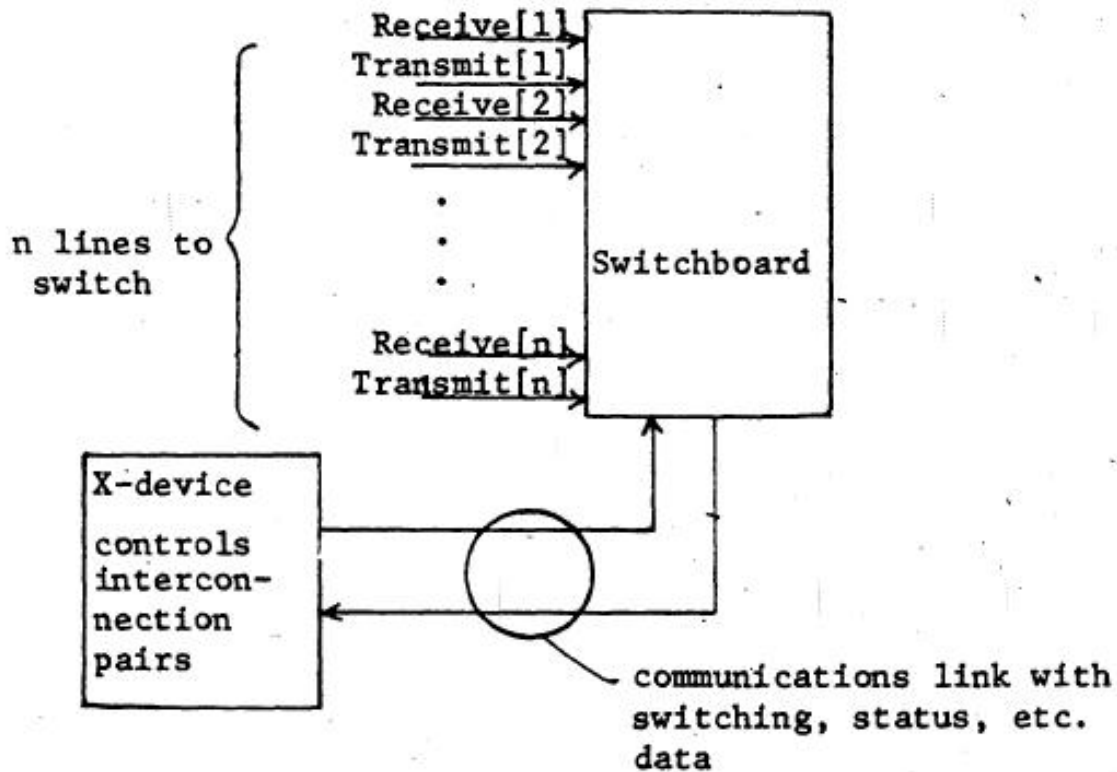 Receive[1]
Transmit[1]
Receive[2]
Transmit[2]
n lines to
switch
Switchboard
Receive[n]
Transmit[n]
X-device
controls
intercon-
nection
pairs
communications link with
switching, status, etc.
data